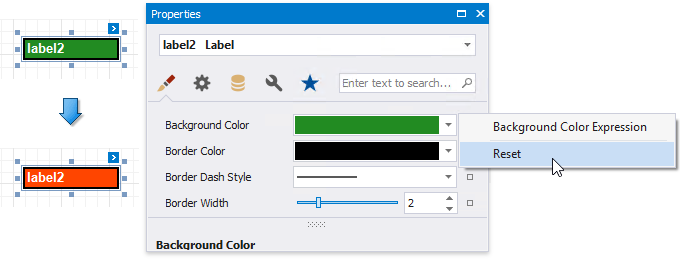 label2
label2
Properties
label2 Label
Enter text to search...
Background Color
Border Color
Border Dash Style
Border Width
2
Background Color
Background Color Expression
Reset